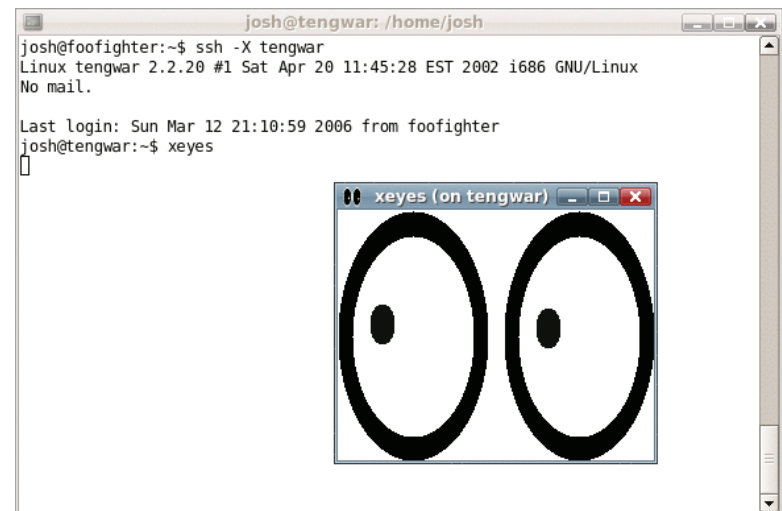 josh@tengwar: /home/josh
josh@foofighter:~$ ssh -X tengwar
Linux tengwar 2.2.20 #1 Sat Apr 20 11:45:28 EST 2002 i686 GNU/Linux
No mail.
Last login: Sun Mar 12 21:10:59 2006 from foofighter
josh@tengwar:~$ xeyes
xeyes (on tengwar)